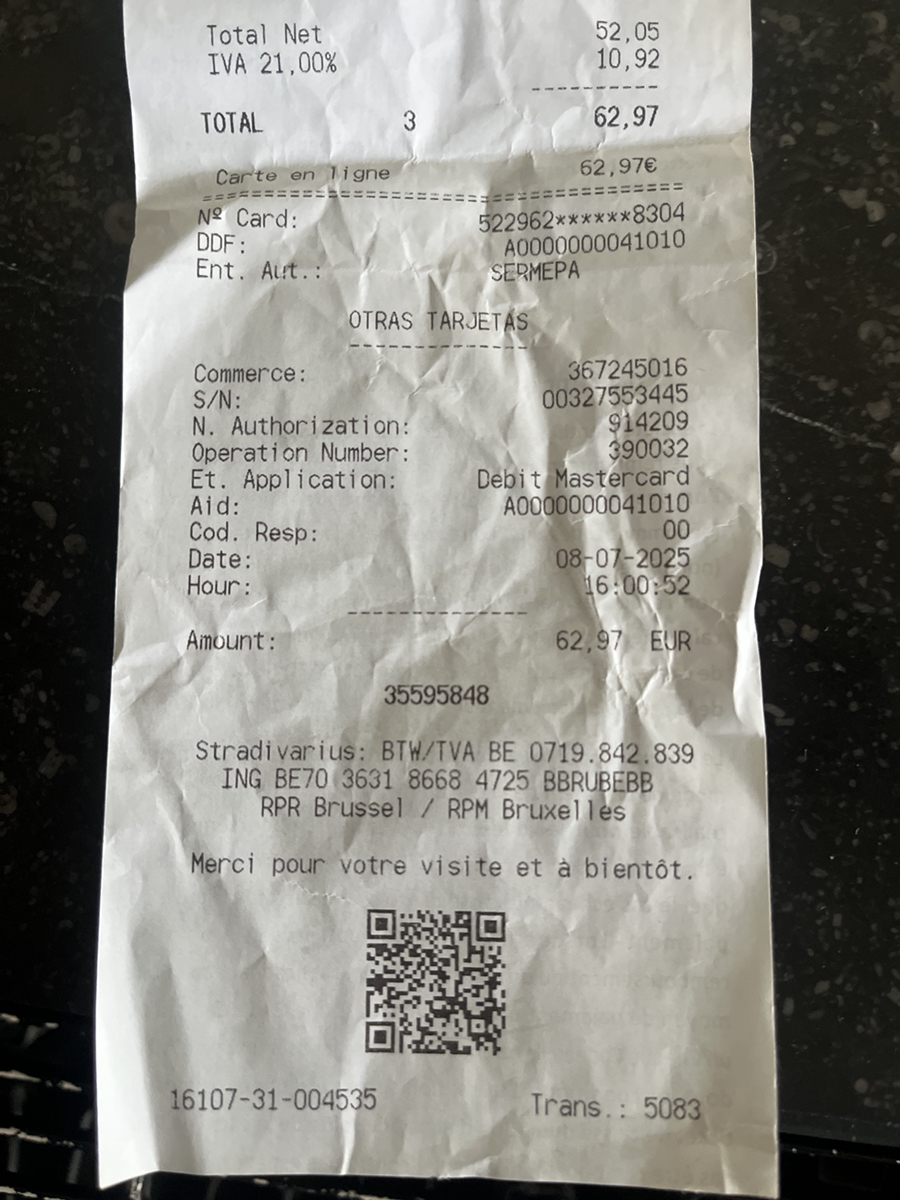 Total Net 52,05
IVA 21,00% 10,92
----------
TOTAL 3 62,97
Carte en ligne 62,97€
========================================
Nº Card: 522962******8304
DDF: A0000000041010
Ent. Aut.: SERMEPA
OTRAS TARJETAS
--------------
Commerce: 367245016
S/N: 00327553445
N. Authorization: 914209
Operation Number: 390032
Et. Application: Debit Mastercard
Aid: A0000000041010
Cod. Resp: 00
Date: 08-07-2025
Hour: 16:00:52
--------------
Amount: 62,97 EUR
35595848
Stradivarius: BTW/TVA BE 0719.842.839
ING BE70 3631 8668 4725 BBRUBEBB
RPR Brussel / RPM Bruxelles
Merci pour votre visite et à bientôt.
16107-31-004535 Trans.: 5083